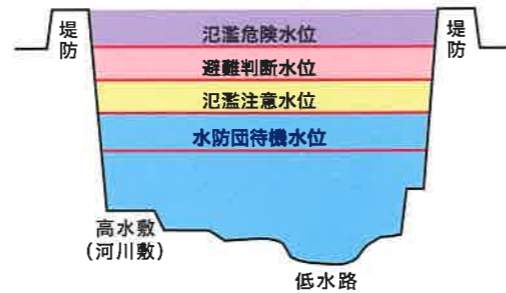 堤防
堤防
氾濫危険水位
避難判断水位
氾濫注意水位
水防団待機水位
高水敷
(河川敷)
低水路